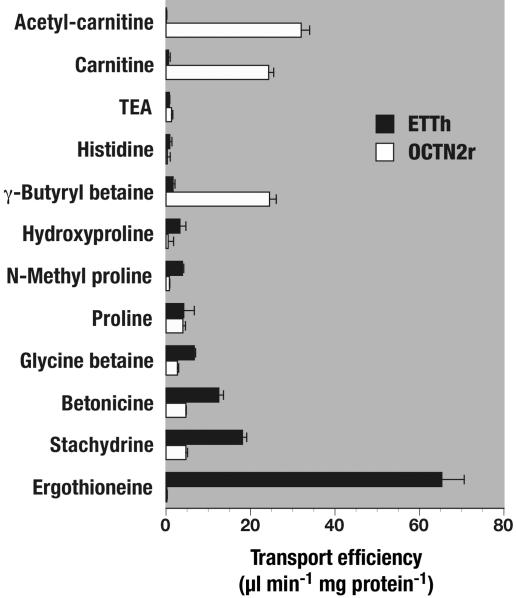 Acetyl-carnitine
Carnitine
TEA
Histidine
γ-Butyryl betaine
Hydroxyproline
N-Methyl proline
Proline
Glycine betaine
Betonicine
Stachydrine
Ergothioneine
ETTh
OCTN2r
0 20 40 60 80
Transport efficiency
(µl min⁻¹ mg protein⁻¹)